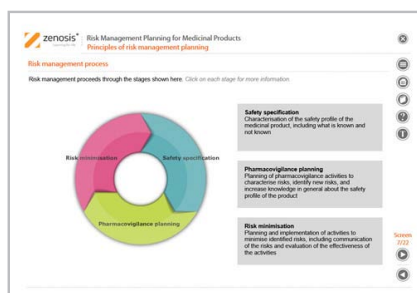 zenosis®
Risk Management Planning for Medicinal Products
Principles of risk management planning
Risk management process
Risk management proceeds through the stages shown here. Click on each stage for more information.
Risk minimisation
Safety specification
Pharmacovigilance planning
Safety specification
Characterisation of the safety profile of the
medicinal product, including what is known and
not known
Pharmacovigilance planning
Planning of pharmacovigilance activities to
characterise risks, identify new risks, and
increase knowledge in general about the safety
profile of the product
Risk minimisation
Planning and implementation of activities to
minimise identified risks, including communication
of the risks and evaluation of the effectiveness of
the activities
Screen
7/22